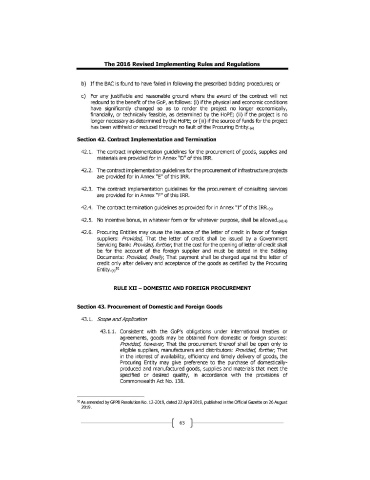 The 2016 Revised Implementing Rules and Regulations
b) If the BAC is found to have failed in following the prescribed bidding procedures; or
c) For any justifiable and reasonable ground where the award of the contract will not
redound to the benefit of the GoP, as follows: (i) if the physical and economic conditions
have significantly changed so as to render the project no longer economically,
financially, or technically feasible, as determined by the HoPE; (ii) if the project is no
longer necessary as determined by the HoPE; or (iii) if the source of funds for the project
has been withheld or reduced through no fault of the Procuring Entity.
Section 42. Contract Implementation and Termination
42.1. The contract implementation guidelines for the procurement of goods, supplies and
materials are provided for in Annex "D" of this IRR.
42.2. The contract implementation guidelines for the procurement of infrastructure projects
are provided for in Annex "E" of this IRR.
42.3. The contract implementation guidelines for the procurement of consulting services
are provided for in Annex "F" of this IRR.
42.4. The contract termination guidelines as provided for in Annex "I" of this IRR.
42.5. No incentive bonus, in whatever form or for whatever purpose, shall be allowed.
42.6. Procuring Entities may cause the issuance of the letter of credit in favor of foreign
suppliers: Provided, That the letter of credit shall be issued by a Government
Servicing Bank: Provided, further, that the cost for the opening of letter of credit shall
be for the account of the foreign supplier and must be stated in the Bidding
Documents: Provided, finally, That payment shall be charged against the letter of
credit only after delivery and acceptance of the goods as certified by the Procuring
Entity.
RULE XII – DOMESTIC AND FOREIGN PROCUREMENT
Section 43. Procurement of Domestic and Foreign Goods
43.1. Scope and Application
43.1.1. Consistent with the GoP's obligations under international treaties or
agreements, goods may be obtained from domestic or foreign sources:
Provided, however, That the procurement thereof shall be open only to
eligible suppliers, manufacturers and distributors: Provided, further, That
in the interest of availability, efficiency and timely delivery of goods, the
Procuring Entity may give preference to the purchase of domestically-
produced and manufactured goods, supplies and materials that meet the
specified or desired quality, in accordance with the provisions of
Commonwealth Act No. 138.
As amended by GPPB Resolution No. 12-2019, dated 23 April 2019, published in the Official Gazette on 26 August
2019.